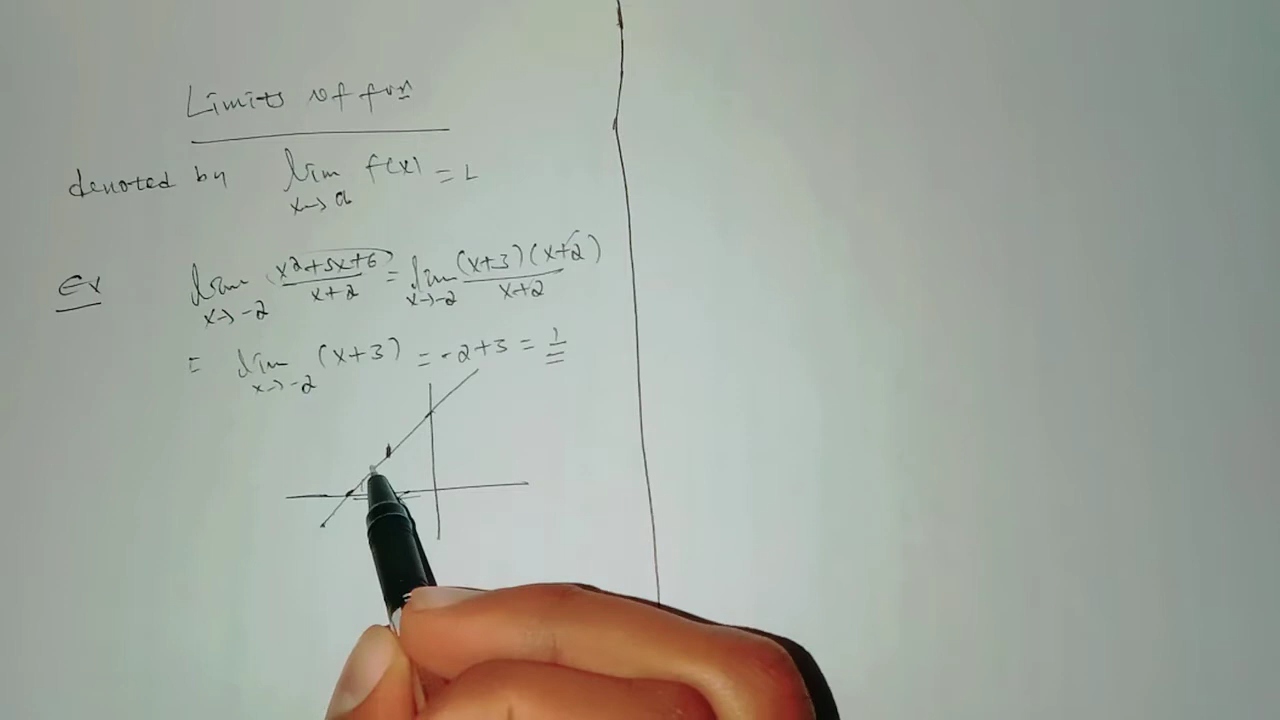 Limits of fun
denoted by lim x→a f(x) = L
Ex lim x→-2 (x²+5x+6)/(x+2) = lim x→-2 (x+3)(x+2)/(x+2)
= lim x→-2 (x+3) = -2+3 = 1